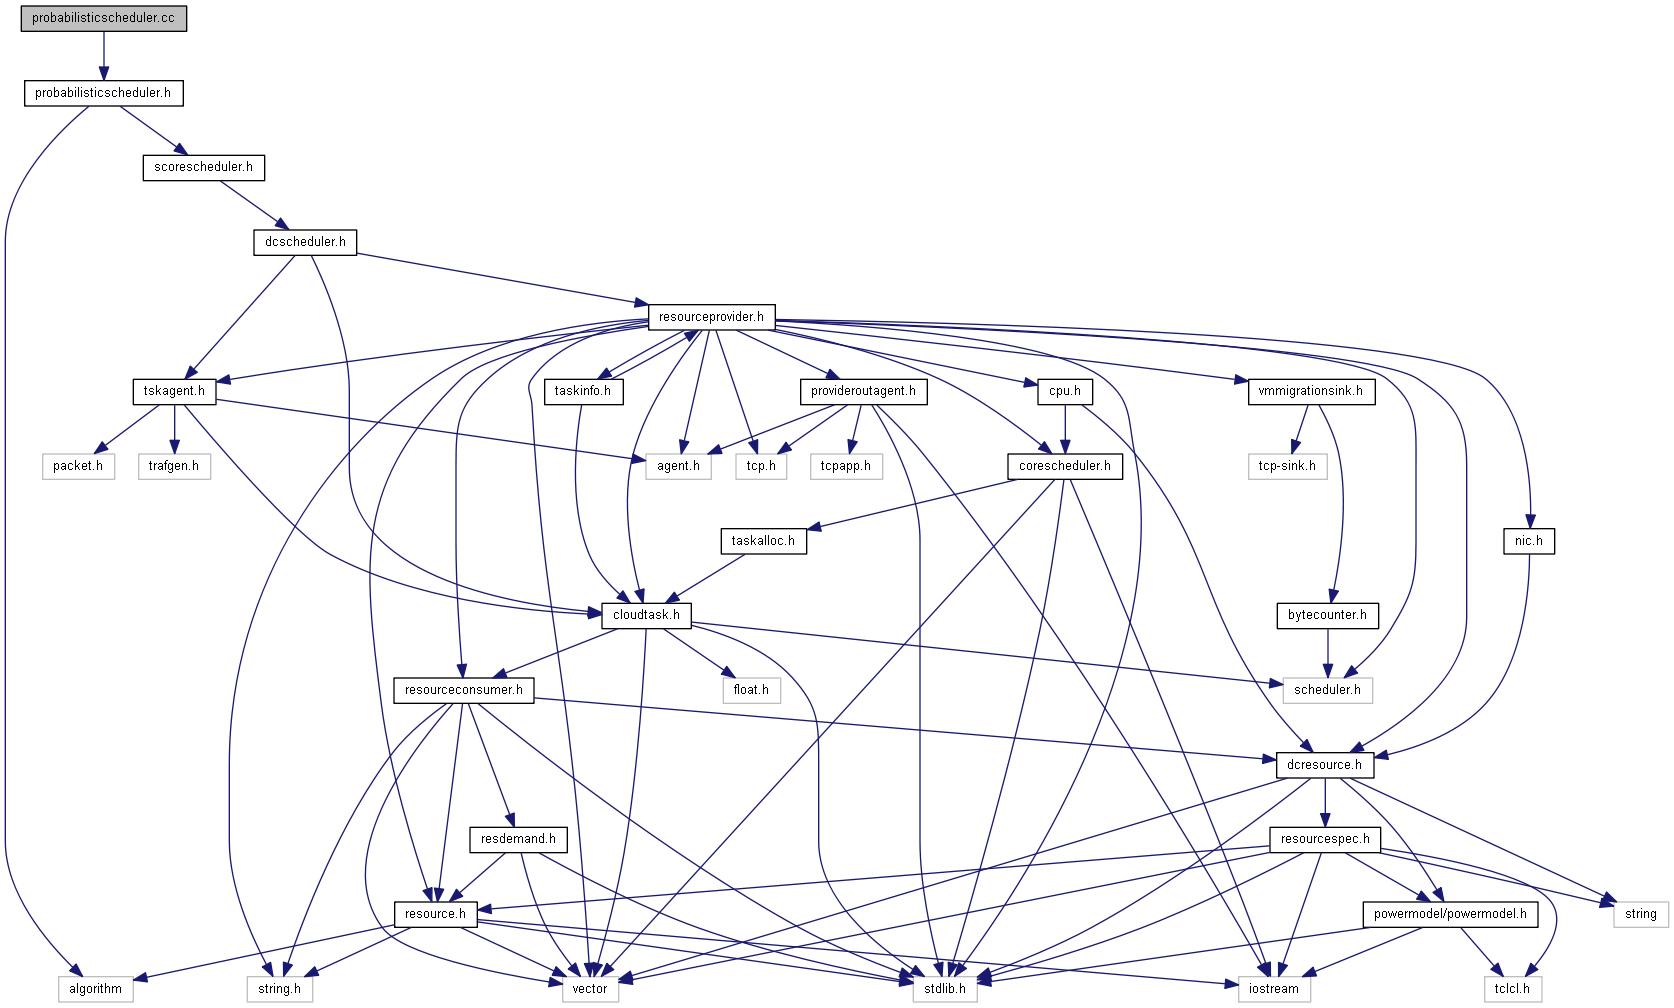 probabilisticscheduler.cc
probabilisticscheduler.h
scorescheduler.h
dcscheduler.h
resourceprovider.h
tskagent.h
taskinfo.h
provideroutagent.h
cpu.h
vmmigrationsink.h
packet.h
trafgen.h
agent.h
tcp.h
tcpapp.h
corescheduler.h
tcp-sink.h
taskalloc.h
nic.h
cloudtask.h
bytecounter.h
resourceconsumer.h
float.h
scheduler.h
dcresource.h
resdemand.h
resourcespec.h
resource.h
powermodel/powermodel.h
string
algorithm
string.h
vector
stdlib.h
iostream
tclcl.h